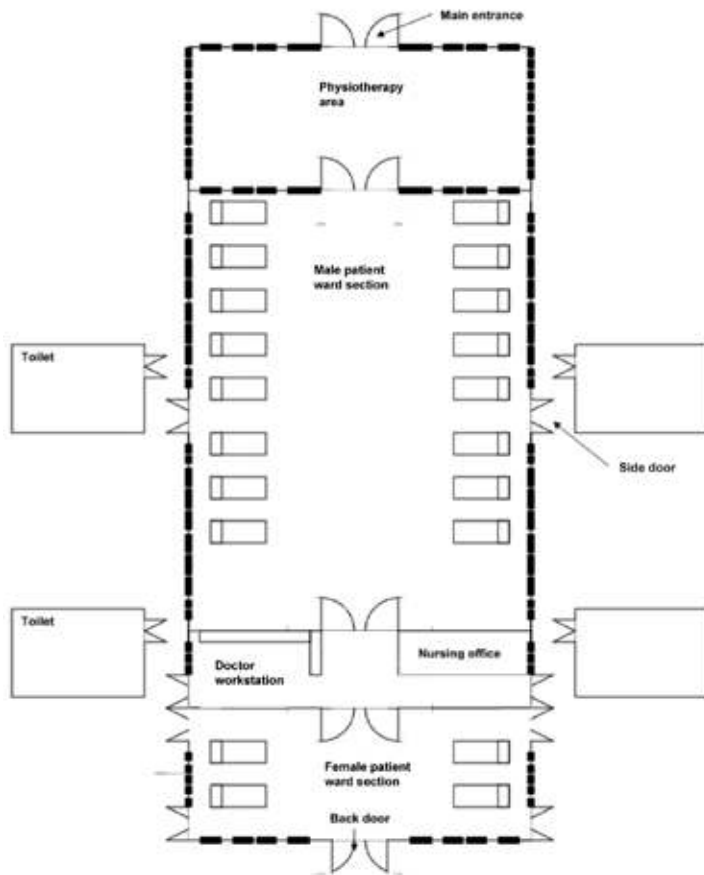 Main entrance
Physiotherapy
area
Male patient
ward section
Toilet
Side door
Toilet
Doctor
workstation
Nursing office
Female patient
ward section
Back door